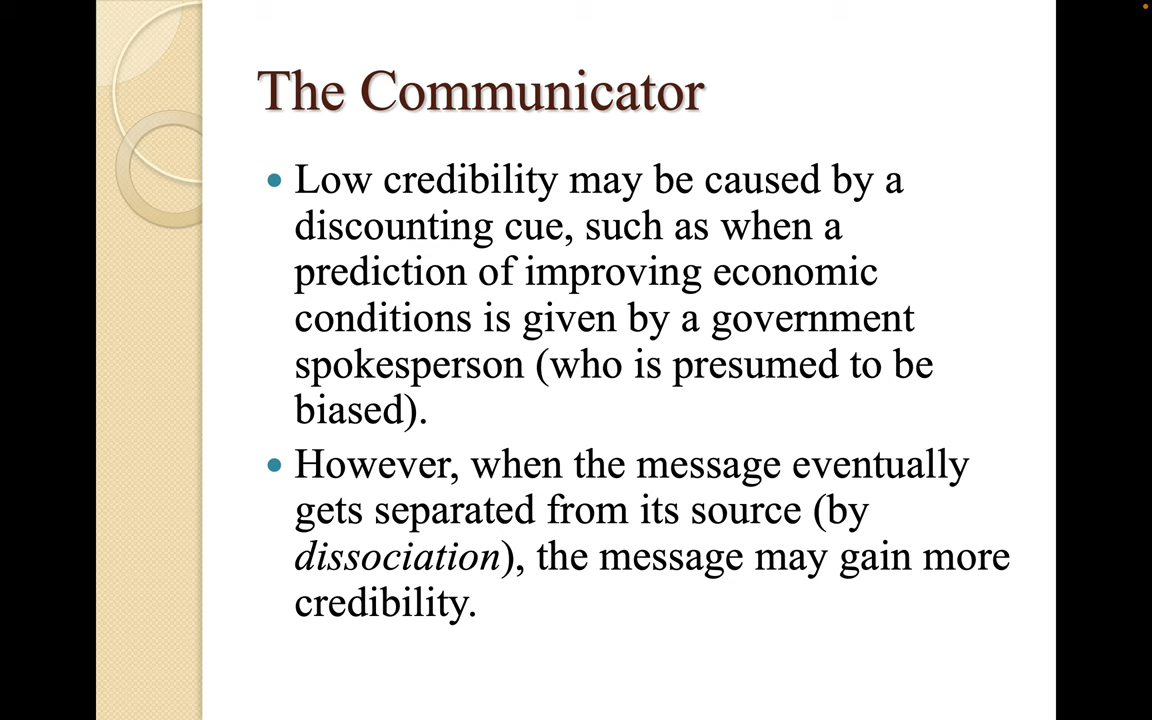 The Communicator
• Low credibility may be caused by a
discounting cue, such as when a
prediction of improving economic
conditions is given by a government
spokesperson (who is presumed to be
biased).
• However, when the message eventually
gets separated from its source (by
dissociation), the message may gain more
credibility.